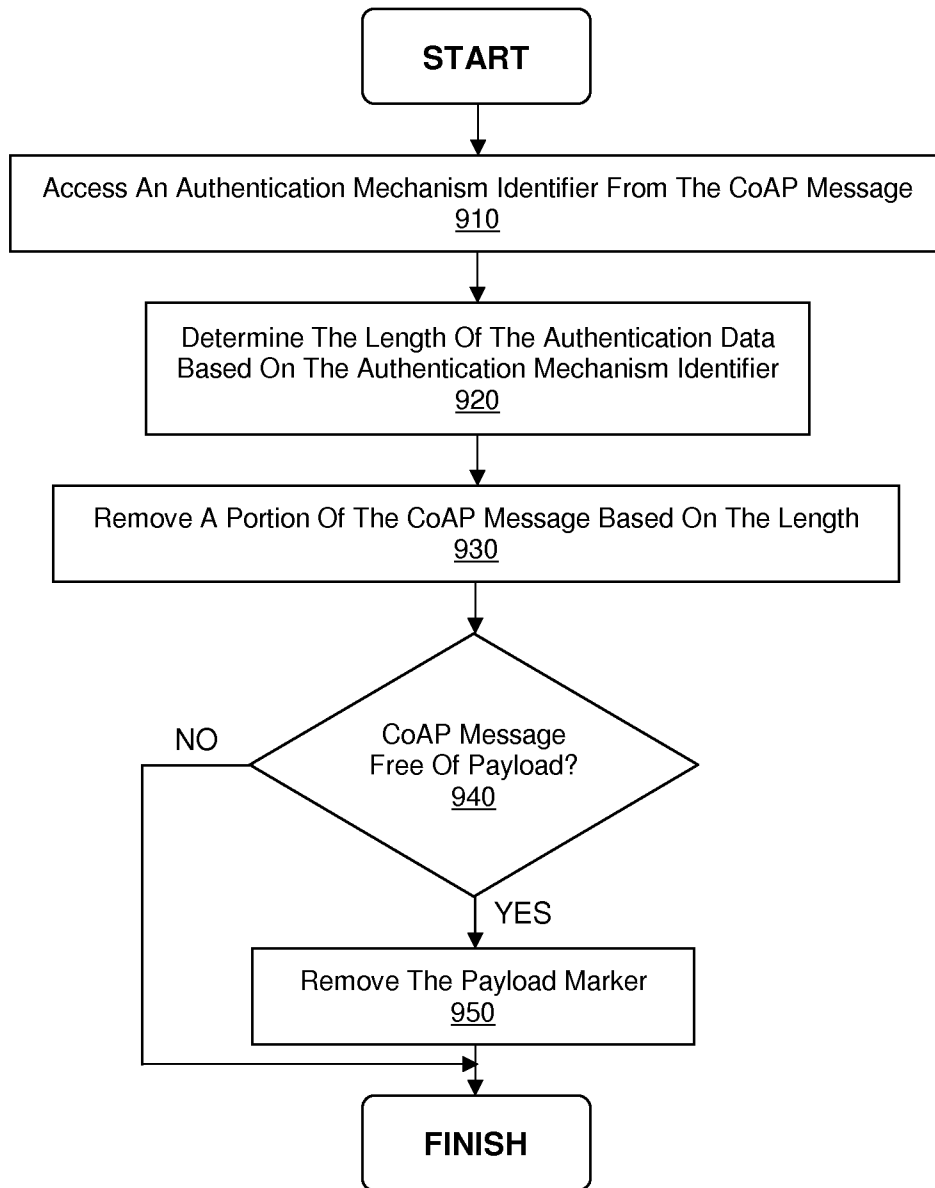 START
Access An Authentication Mechanism Identifier From The CoAP Message
910
Determine The Length Of The Authentication Data
Based On The Authentication Mechanism Identifier
920
Remove A Portion Of The CoAP Message Based On The Length
930
CoAP Message
Free Of Payload?
940
NO
YES
Remove The Payload Marker
950
FINISH